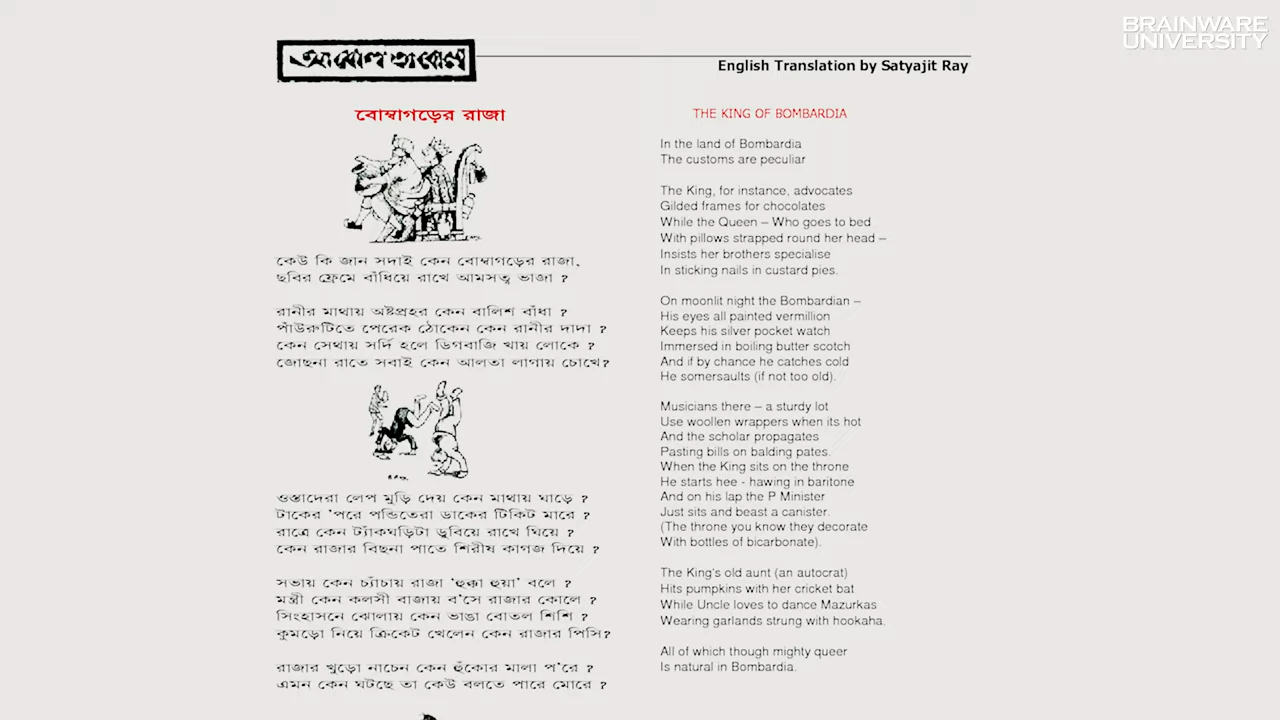 BRAINWARE
UNIVERSITY
আবোল তাবোল
English Translation by Satyajit Ray
বোম্বাগড়ের রাজা
কেউ কি জান সদাই কেন বোম্বাগড়ের রাজা,
ছবির ফ্রেমে বাঁধিয়ে রাখে আমসত্ত্ব ভাজা ?
রানীর মাথায় অষ্টপ্রহর কেন বালিশ বাঁধা ?
পাঁউরুটিতে পেরেক ঠোকেন কেন রানীর দাদা ?
কেন সেথায় সর্দি হলে ডিগবাজি খায় লোকে ?
জোছনা রাতে সবাই কেন আলতা লাগায় চোখে?
ওস্তাদেরা লেপ মুড়ি দেয় কেন মাথায় ঘাড়ে ?
টাকের 'পরে পন্ডিতেরা ডাকের টিকিট মারে ?
রাত্রে কেন ট্যাঁকঘড়িটা ডুবিয়ে রাখে ঘিয়ে ?
কেন রাজার বিছনা পাতে শিরীষ কাগজ দিয়ে ?
সভায় কেন চ্যাঁচায় রাজা 'হুক্কা হুয়া' বলে ?
মন্ত্রী কেন কলসী বাজায় ব'সে রাজার কোলে ?
সিংহাসনে ঝোলায় কেন ভাঙা বোতল শিশি ?
কুমড়ো নিয়ে ক্রিকেট খেলেন কেন রাজার পিসি?
রাজার খুড়ো নাচেন কেন হুঁকোর মালা প'রে ?
এমন কেন ঘটছে তা কেউ বলতে পারে মোরে ?
THE KING OF BOMBARDIA
In the land of Bombardia
The customs are peculiar
The King, for instance, advocates
Gilded frames for chocolates
While the Queen – Who goes to bed
With pillows strapped round her head –
Insists her brothers specialise
In sticking nails in custard pies.
On moonlit night the Bombardian –
His eyes all painted vermillion
Keeps his silver pocket watch
Immersed in boiling butter scotch
And if by chance he catches cold
He somersaults (if not too old).
Musicians there – a sturdy lot
Use woollen wrappers when its hot
And the scholar propagates
Pasting bills on balding pates.
When the King sits on the throne
He starts hee - hawing in baritone
And on his lap the P Minister
Just sits and beast a canister.
(The throne you know they decorate
With bottles of bicarbonate).
The King's old aunt (an autocrat)
Hits pumpkins with her cricket bat
While Uncle loves to dance Mazurkas
Wearing garlands strung with hookaha.
All of which though mighty queer
Is natural in Bombardia.